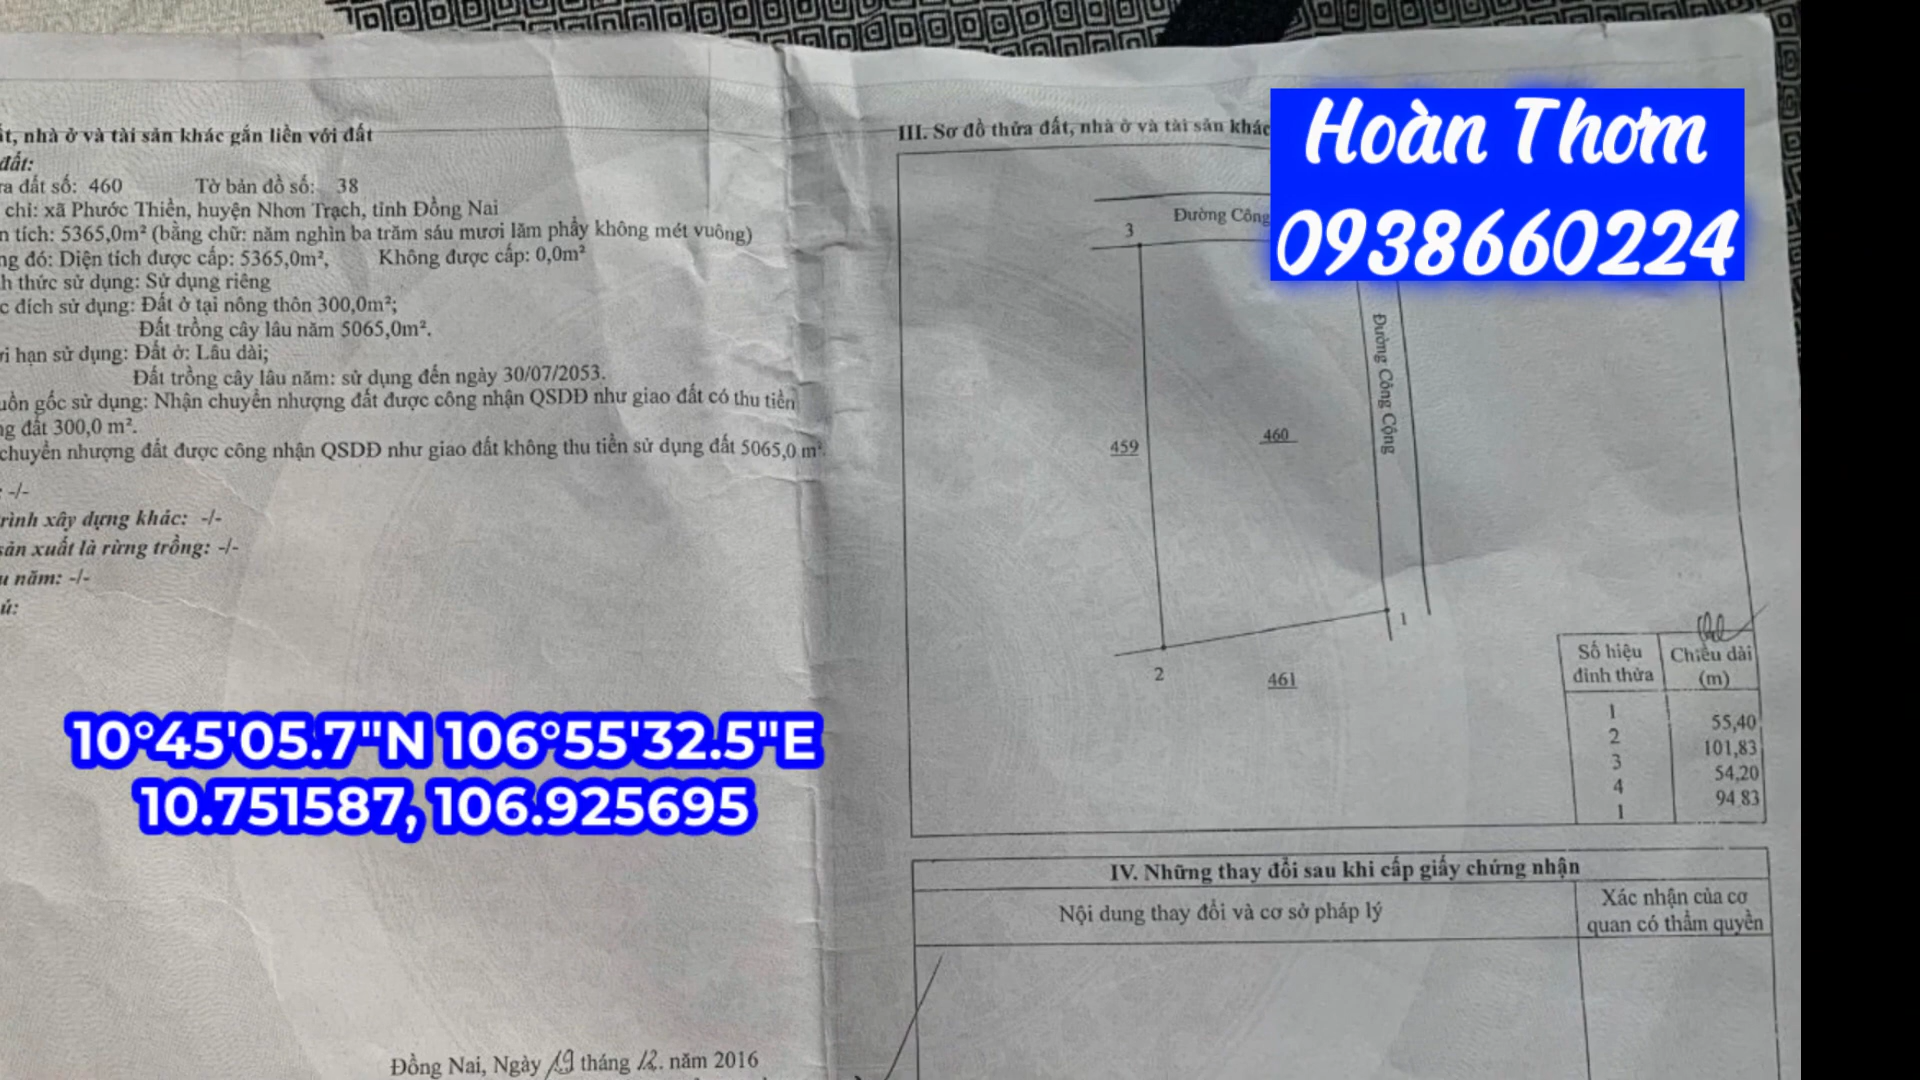 ất, nhà ở và tài sản khác gắn liền với đất
đất:
ửa đất số: 460 Tờ bản đồ số: 38
chỉ: xã Phước Thiền, huyện Nhơn Trạch, tỉnh Đồng Nai
n tích: 5365,0m² (bằng chữ: năm nghìn ba trăm sáu mươi lăm phẩy không mét vuông)
ng đó: Diện tích được cấp: 5365,0m², Không được cấp: 0,0m²
h thức sử dụng: Sử dụng riêng
c đích sử dụng: Đất ở tại nông thôn 300,0m²;
Đất trồng cây lâu năm 5065,0m².
ời hạn sử dụng: Đất ở: Lâu dài;
Đất trồng cây lâu năm: sử dụng đến ngày 30/07/2053.
uồn gốc sử dụng: Nhận chuyển nhượng đất được công nhận QSDĐ như giao đất có thu tiền
ng đất 300,0 m².
chuyển nhượng đất được công nhận QSDĐ như giao đất không thu tiền sử dụng đất 5065,0 m².
: -/-
rình xây dựng khác: -/-
sản xuất là rừng trồng: -/-
u năm: -/-
ú:
10°45'05.7"N 106°55'32.5"E
10.751587, 106.925695
Đồng Nai, Ngày 19 tháng 12. năm 2016
III. Sơ đồ thửa đất, nhà ở và tài sản khác
Hoàn Thơm
0938660224
Đường Công
3
Đường Công Cộng
459
460
1
2
461
Số hiệu đỉnh thửa Chiều dài (m)
1
55,40
2
101,83
3
54,20
4
94,83
1
IV. Những thay đổi sau khi cấp giấy chứng nhận
Nội dung thay đổi và cơ sở pháp lý
Xác nhận của cơ
quan có thẩm quyền